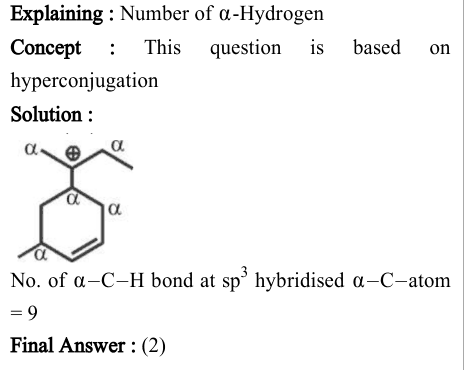 Explaining : Number of α-Hydrogen
Concept : This question is based on
hyperconjugation
Solution :
α ⊕ α
α α
α
No. of α–C–H bond at sp³ hybridised α–C–atom
= 9
Final Answer : (2)